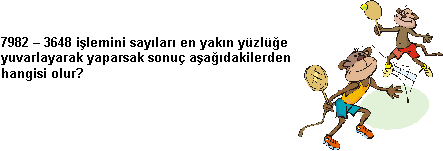 7982 – 3648 işlemini sayıları en yakın yüzlüğe
yuvarlayarak yaparsak sonuç aşağıdakilerden
hangisi olur?